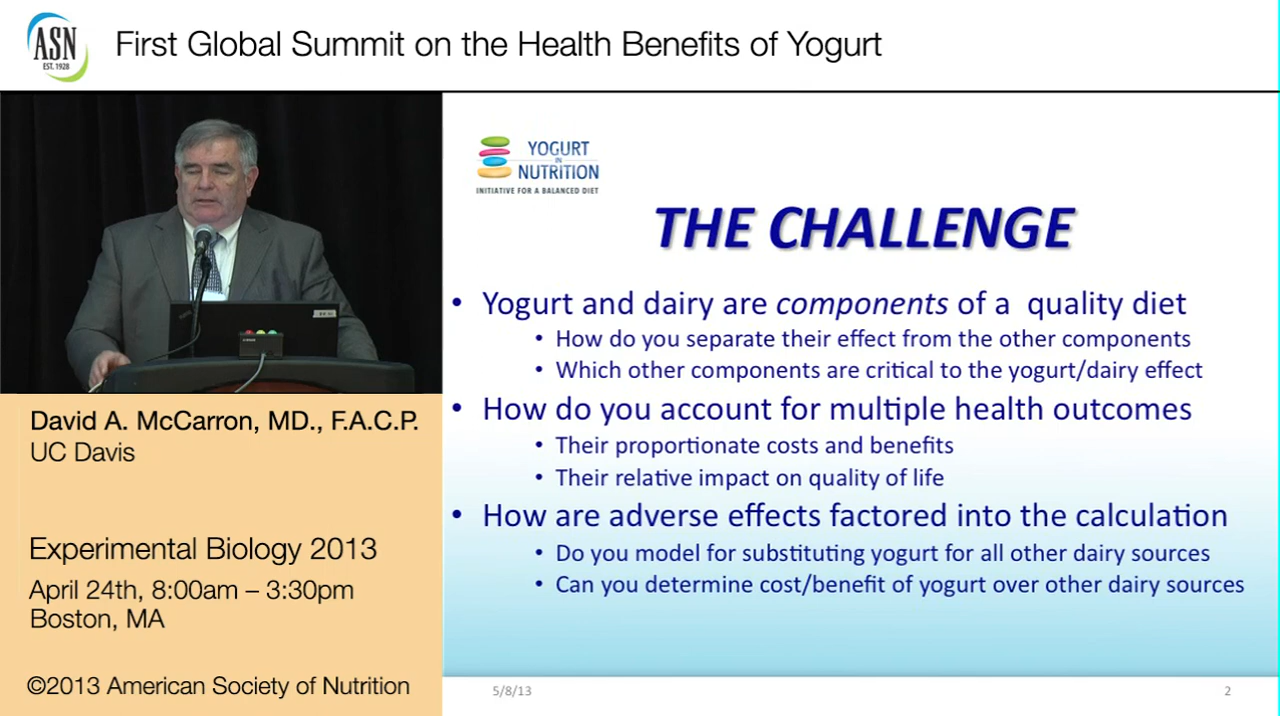 ASN
EST. 1928
First Global Summit on the Health Benefits of Yogurt
David A. McCarron, MD., F.A.C.P.
UC Davis
Experimental Biology 2013
April 24th, 8:00am – 3:30pm
Boston, MA
©2013 American Society of Nutrition
YOGURT
IN
NUTRITION
INITIATIVE FOR A BALANCED DIET
THE CHALLENGE
• Yogurt and dairy are components of a quality diet
• How do you separate their effect from the other components
• Which other components are critical to the yogurt/dairy effect
• How do you account for multiple health outcomes
• Their proportionate costs and benefits
• Their relative impact on quality of life
• How are adverse effects factored into the calculation
• Do you model for substituting yogurt for all other dairy sources
• Can you determine cost/benefit of yogurt over other dairy sources
5/8/13
2